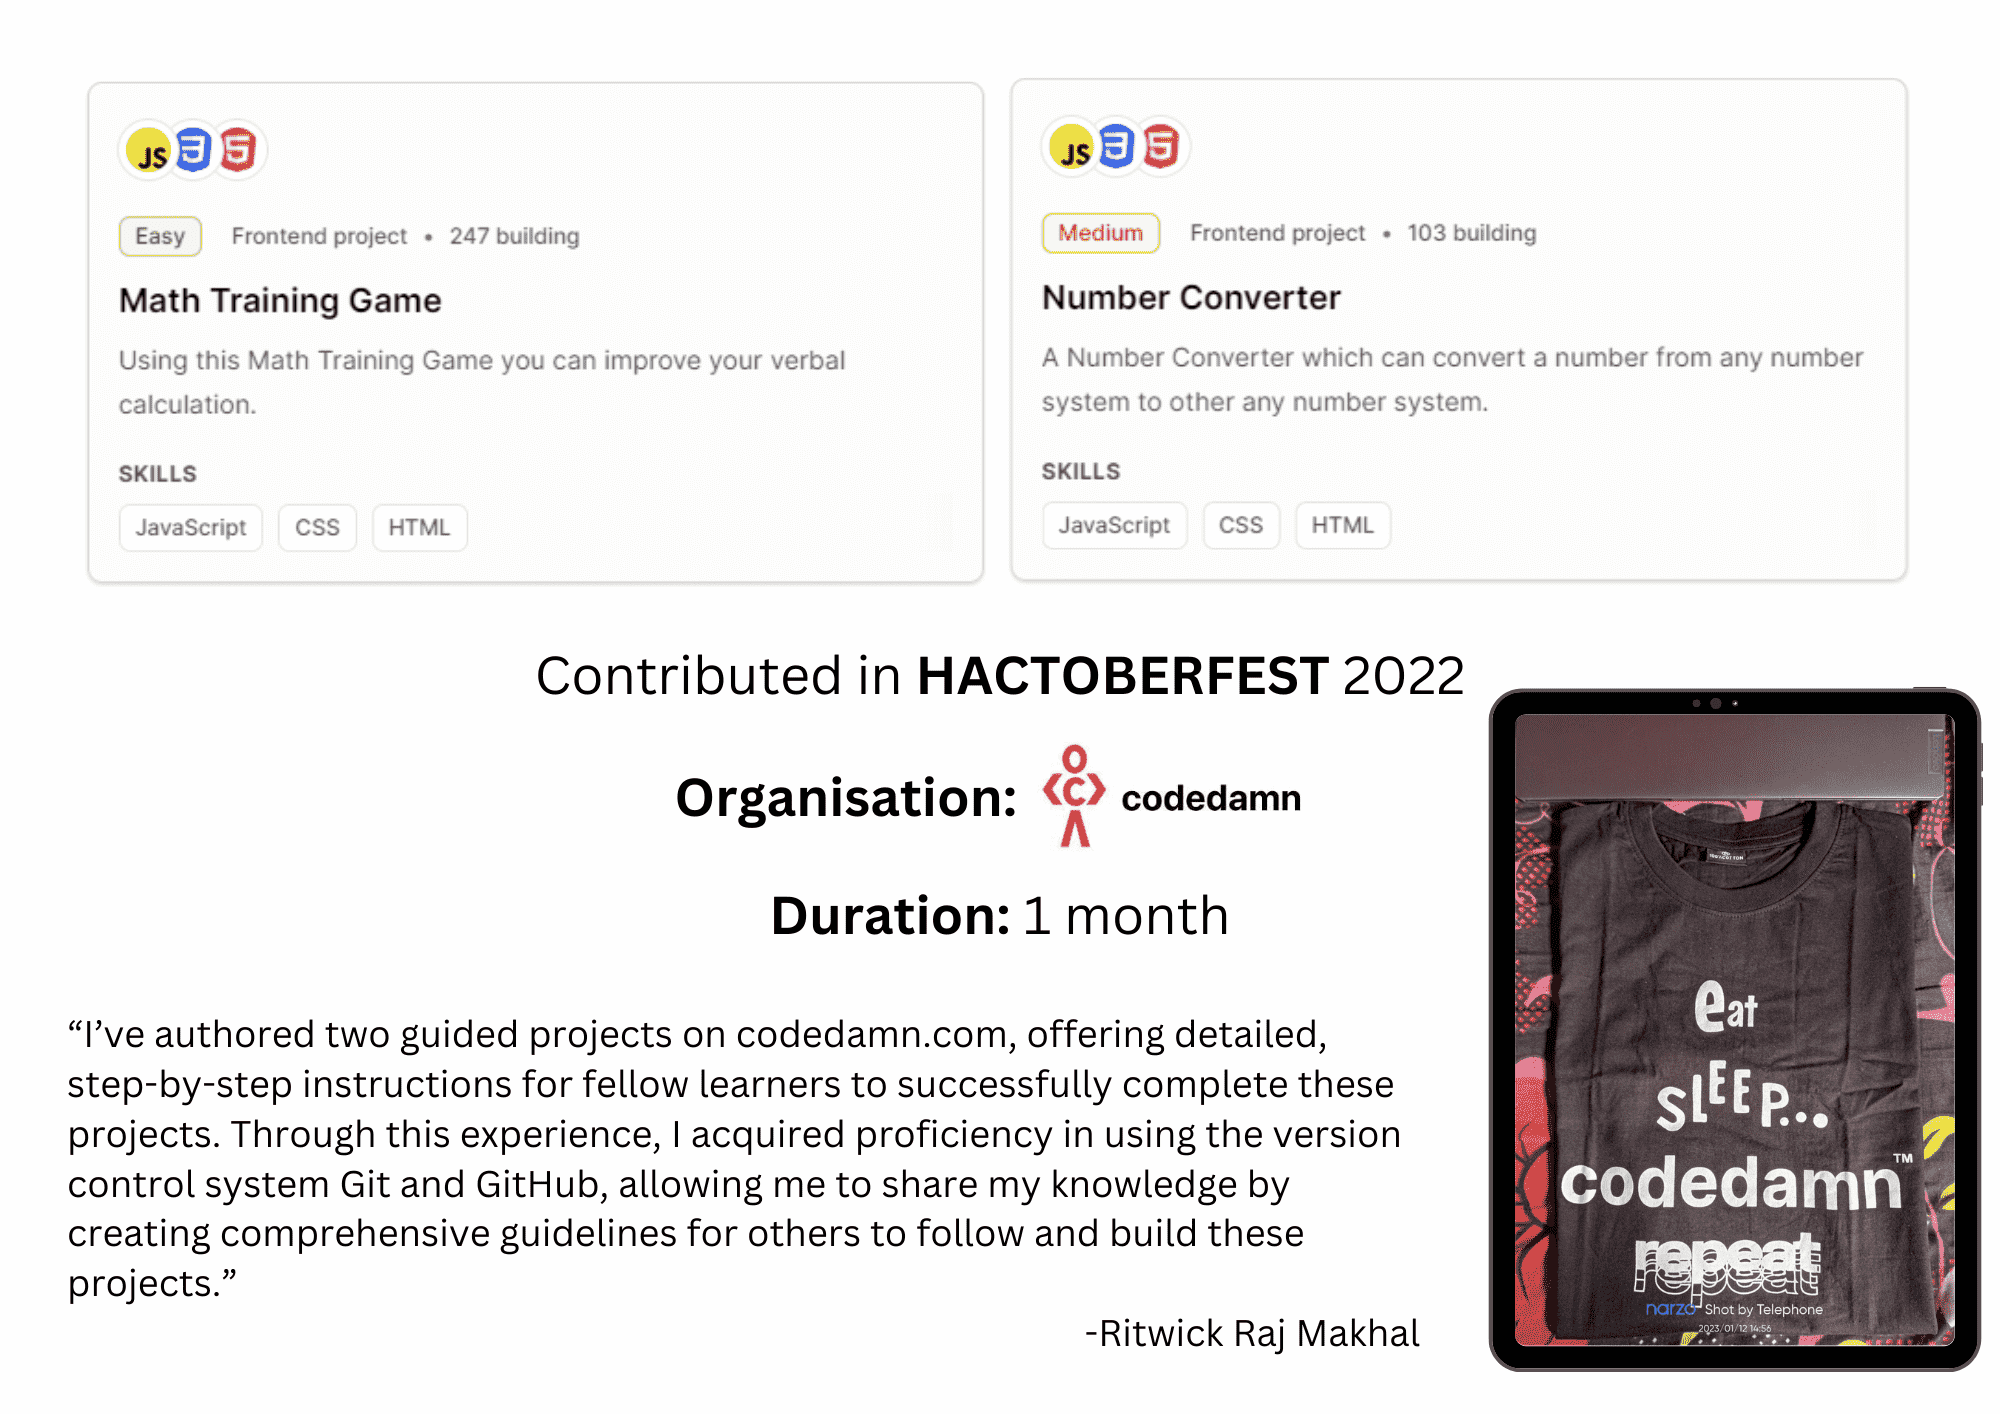 JS
Easy Frontend project • 247 building
Math Training Game
Using this Math Training Game you can improve your verbal
calculation.
SKILLS
JavaScript CSS HTML
JS
Medium Frontend project • 103 building
Number Converter
A Number Converter which can convert a number from any number
system to other any number system.
SKILLS
JavaScript CSS HTML
Contributed in HACTOBERFEST 2022
Organisation: codedamn
Duration: 1 month
“I’ve authored two guided projects on codedamn.com, offering detailed,
step-by-step instructions for fellow learners to successfully complete these
projects. Through this experience, I acquired proficiency in using the version
control system Git and GitHub, allowing me to share my knowledge by
creating comprehensive guidelines for others to follow and build these
projects.”
-Ritwick Raj Makhal
100% COTTON
eat
SLEEP...
codedamn™
repeat
narzo Shot by Telephone
2023/01/12 14:56